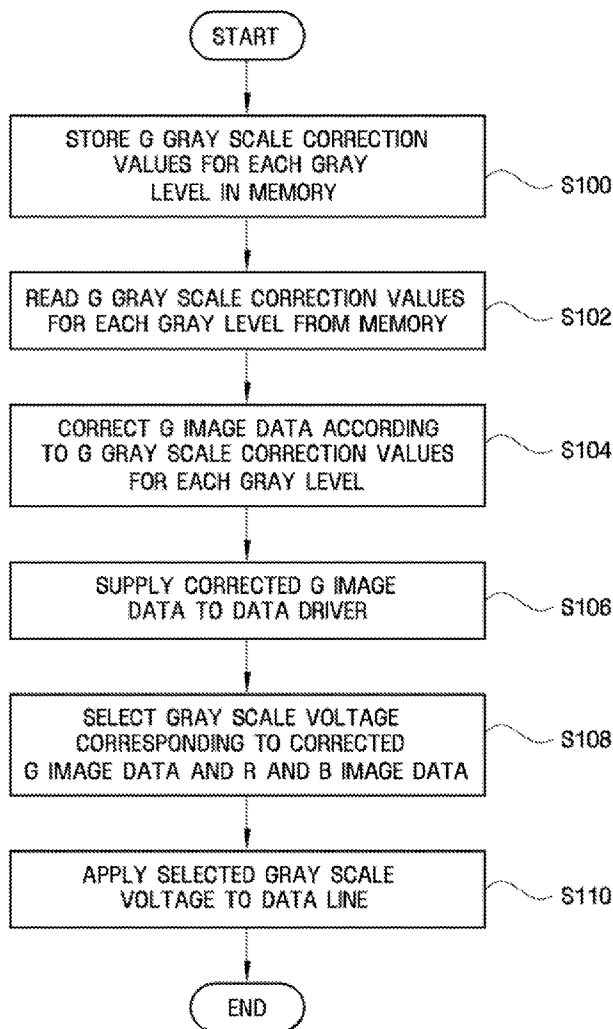 START
STORE G GRAY SCALE CORRECTION
VALUES FOR EACH GRAY
LEVEL IN MEMORY
S100
READ G GRAY SCALE CORRECTION VALUES
FOR EACH GRAY LEVEL FROM MEMORY
S102
CORRECT G IMAGE DATA ACCORDING
TO G GRAY SCALE CORRECTION VALUES
FOR EACH GRAY LEVEL
S104
SUPPLY CORRECTED G IMAGE
DATA TO DATA DRIVER
S106
SELECT GRAY SCALE VOLTAGE
CORRESPONDING TO CORRECTED
G IMAGE DATA AND R AND B IMAGE DATA
S108
APPLY SELECTED GRAY SCALE
VOLTAGE TO DATA LINE
S110
END